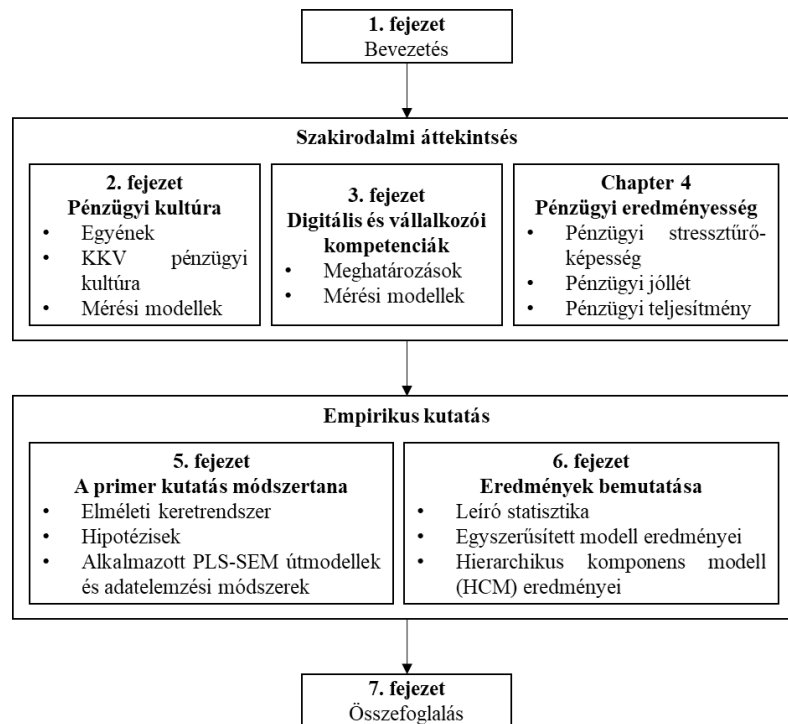 1. fejezet
Bevezetés
Szakirodalmi áttekintsés
2. fejezet
Pénzügyi kultúra
• Egyének
• KKV pénzügyi
kultúra
• Mérési modellek
3. fejezet
Digitális és vállalkozói
kompetenciák
• Meghatározások
• Mérési modellek
Chapter 4
Pénzügyi eredményesség
• Pénzügyi stressztűrő-
képesség
• Pénzügyi jóllét
• Pénzügyi teljesítmény
Empirikus kutatás
5. fejezet
A primer kutatás módszertana
• Elméleti keretrendszer
• Hipotézisek
• Alkalmazott PLS-SEM útmodellek
és adatelemzési módszerek
6. fejezet
Eredmények bemutatása
• Leíró statisztika
• Egyszerűsített modell eredményei
• Hierarchikus komponens modell
(HCM) eredményei
7. fejezet
Összefoglalás